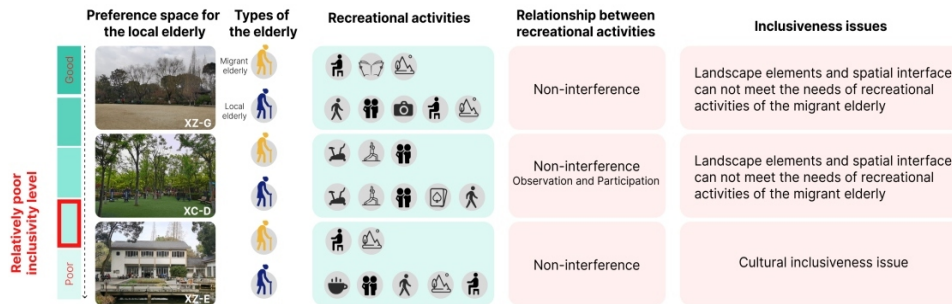 Preference space for
the local elderly
Types of
the elderly
Recreational activities
Relationship between
recreational activities
Inclusiveness issues
Relatively poor
inclusivity level
Good
Poor
XZ-G
Migrant
elderly
Local
elderly
Non-interference
Landscape elements and spatial interface
can not meet the needs of recreational
activities of the migrant elderly
XC-D
Non-interference
Observation and Participation
Landscape elements and spatial interface
can not meet the needs of recreational
activities of the migrant elderly
XZ-E
Non-interference
Cultural inclusiveness issue